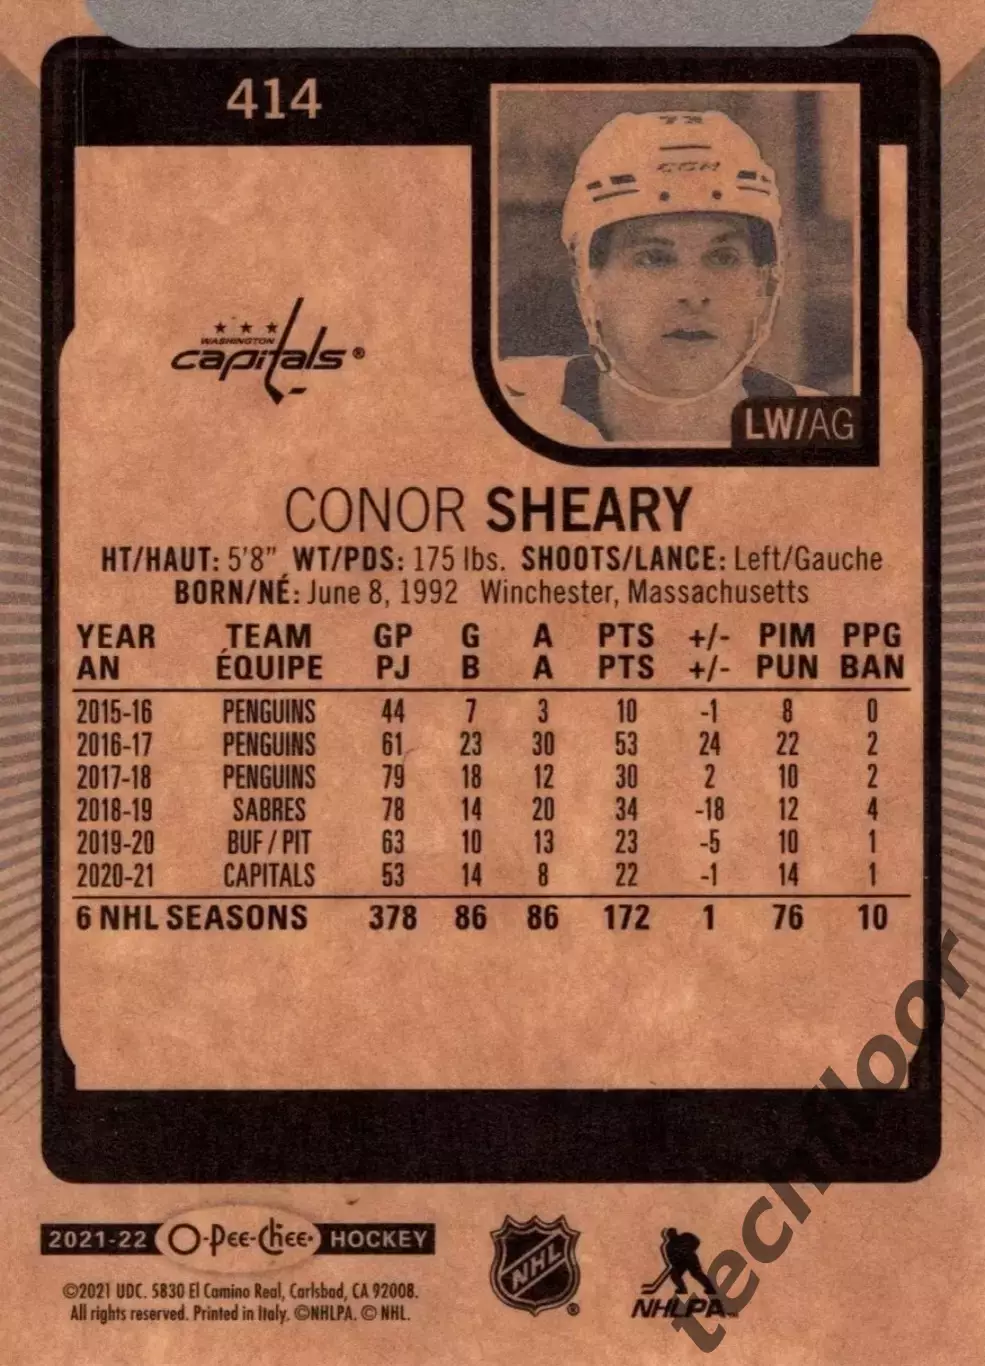 414
73
CCM
WASHINGTON
capitals®
LW/AG
CONOR SHEARY
HT/HAUT: 5'8" WT/PDS: 175 lbs. SHOOTS/LANCE: Left/Gauche
BORN/NÉ: June 8, 1992 Winchester, Massachusetts
YEAR TEAM GP G A PTS +/- PIM PPG
AN ÉQUIPE PJ B A PTS +/- PUN BAN
2015-16 PENGUINS 44 7 3 10 -1 8 0
2016-17 PENGUINS 61 23 30 53 24 22 2
2017-18 PENGUINS 79 18 12 30 2 10 2
2018-19 SABRES 78 14 20 34 -18 12 4
2019-20 BUF / PIT 63 10 13 23 -5 10 1
2020-21 CAPITALS 53 14 8 22 -1 14 1
6 NHL SEASONS 378 86 86 172 1 76 10
techfloor
2021-22 O-Pee-Chee HOCKEY
©2021 UDC. 5830 El Camino Real, Carlsbad, CA 92008.
All rights reserved. Printed in Italy. ©NHLPA. © NHL.
NHL®
NHLPA™